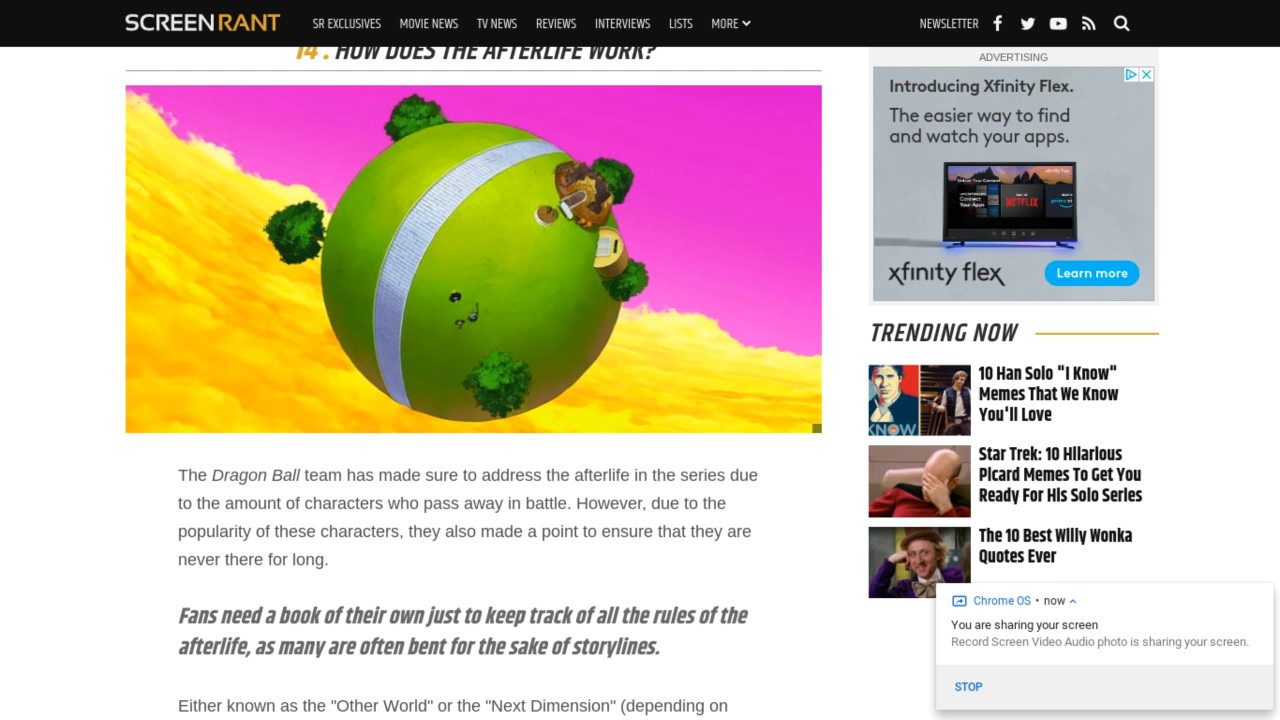 SCREENRANT
SR EXCLUSIVES
MOVIE NEWS
TV NEWS
REVIEWS
INTERVIEWS
LISTS
MORE
NEWSLETTER
14 . HOW DOES THE AFTERLIFE WORK?
The Dragon Ball team has made sure to address the afterlife in the series due
to the amount of characters who pass away in battle. However, due to the
popularity of these characters, they also made a point to ensure that they are
never there for long.
Fans need a book of their own just to keep track of all the rules of the
afterlife, as many are often bent for the sake of storylines.
Either known as the "Other World" or the "Next Dimension" (depending on
ADVERTISING
Introducing Xfinity Flex.
The easier way to find
and watch your apps.
NETFLIX
xfinity flex
Learn more
TRENDING NOW
KNOW
10 Han Solo "I Know"
Memes That We Know
You'll Love
Star Trek: 10 Hilarious
Picard Memes To Get You
Ready For His Solo Series
The 10 Best Willy Wonka
Quotes Ever
Chrome OS • now
You are sharing your screen
Record Screen Video Audio photo is sharing your screen.
STOP